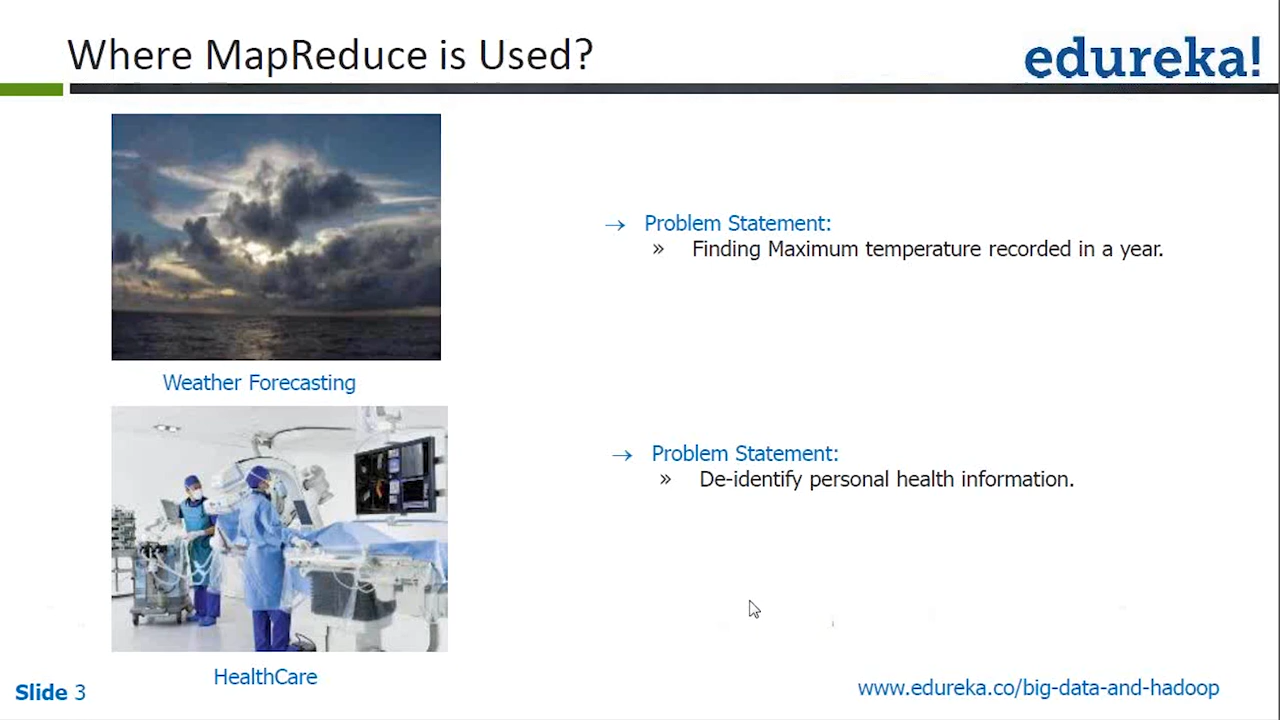 Where MapReduce is Used?
edureka!
→ Problem Statement:
» Finding Maximum temperature recorded in a year.
Weather Forecasting
→ Problem Statement:
» De-identify personal health information.
HealthCare
Slide 3
www.edureka.co/big-data-and-hadoop